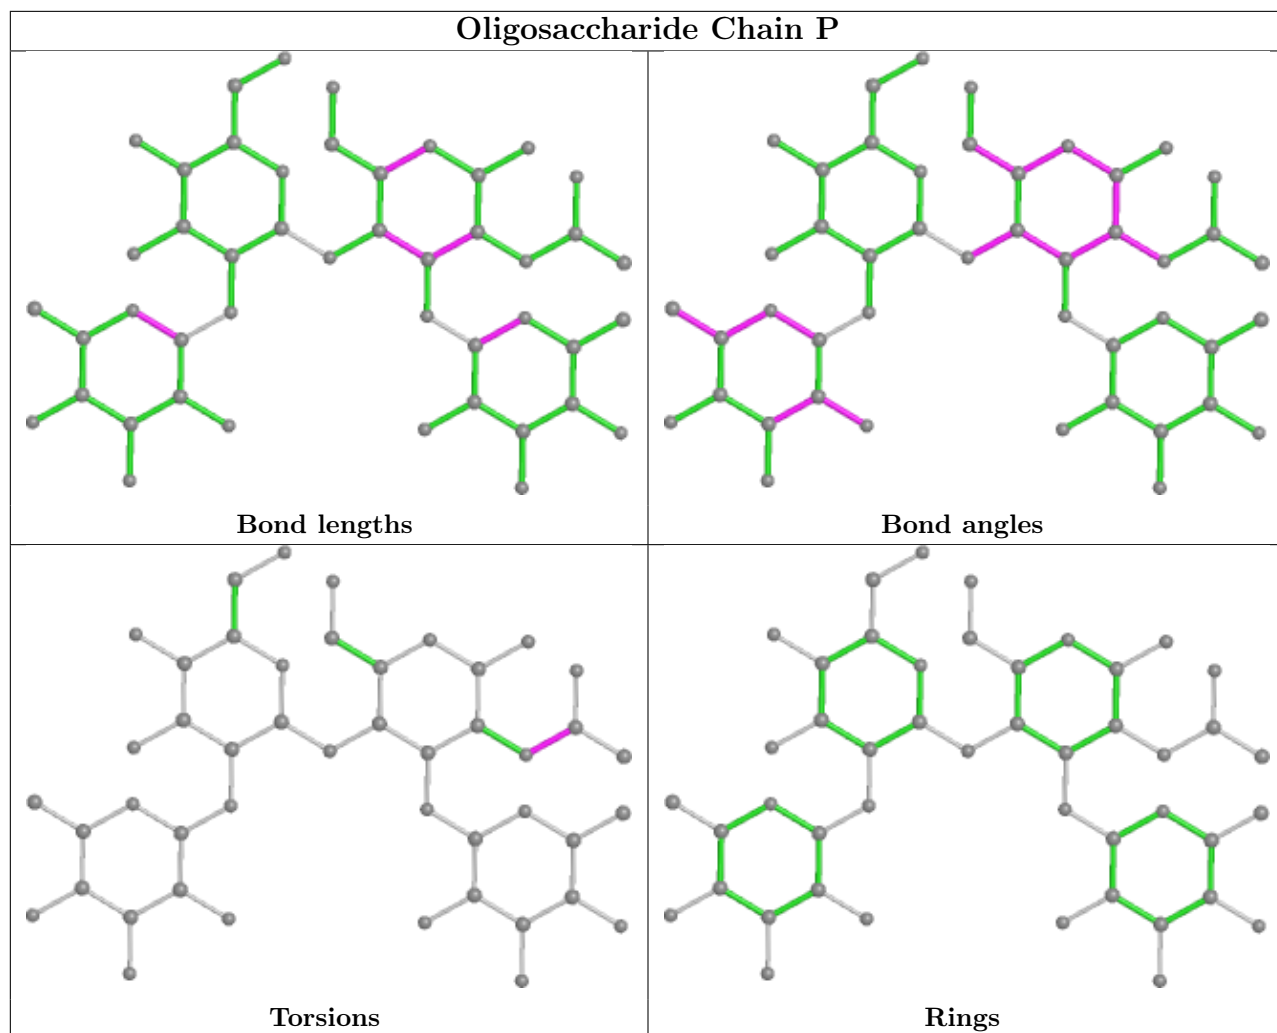 Oligosaccharide Chain P
Bond lengths
Bond angles
Torsions
Rings